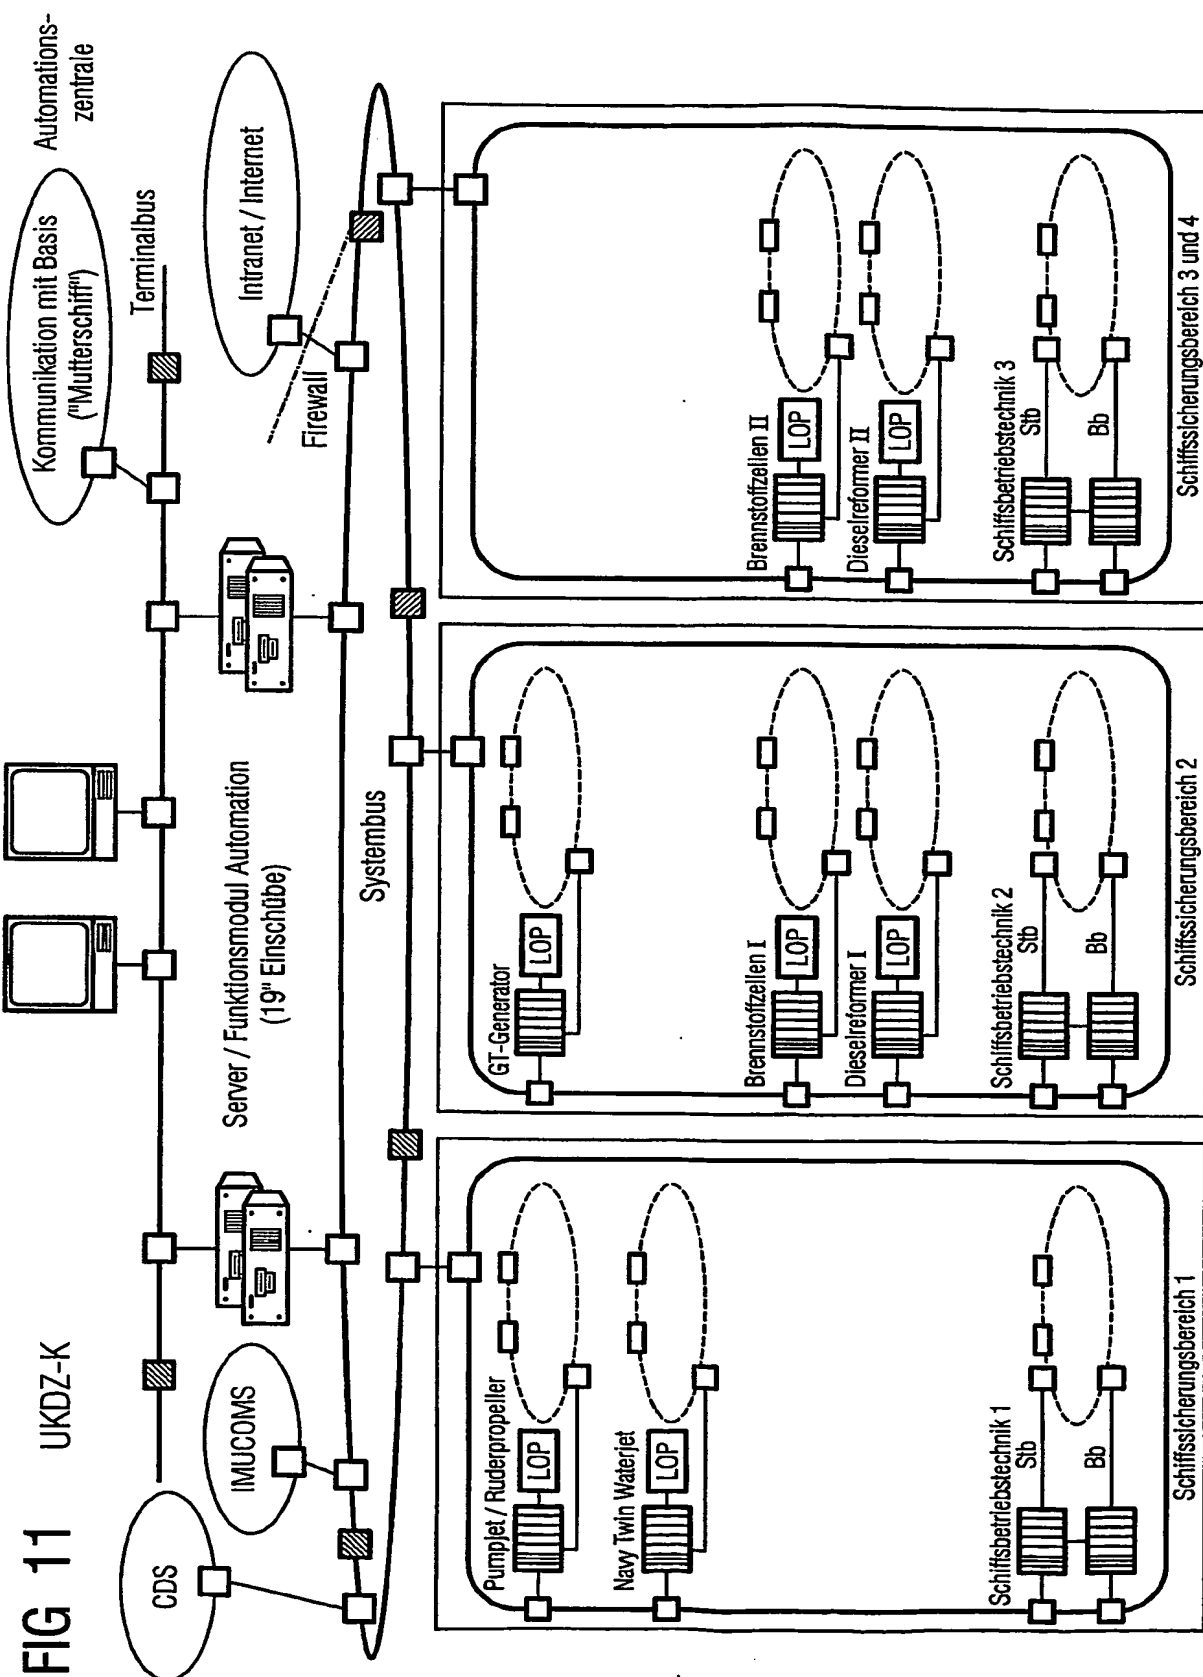 FIG 11
UKDZ-K
Automations-
zentrale
Kommunikation mit Basis
("Mutterschiff")
Terminalbus
CDS
IMUCOMS
Server / Funktionsmodul Automation
(19" Einschübe)
Intranet / Internet
Firewall
Systembus
Pumpjet / Ruderpropeller
LOP
Navy Twin Waterjet
LOP
Schiffsbetriebstechnik 1
Stb
Bb
Schiffssicherungsbereich 1
GT-Generator
LOP
Brennstoffzellen I
LOP
Dieselreformer I
LOP
Schiffsbetriebstechnik 2
Stb
Bb
Schiffssicherungsbereich 2
Brennstoffzellen II
LOP
Dieselreformer II
LOP
Schiffsbetriebstechnik 3
Stb
Bb
Schiffssicherungsbereich 3 und 4